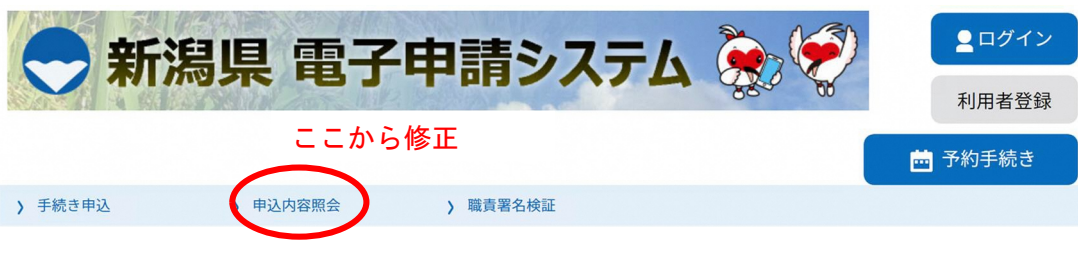 新潟県 電子申請システム
ログイン
利用者登録
ここから修正
予約手続き
手続き申込
申込内容照会
職責署名検証